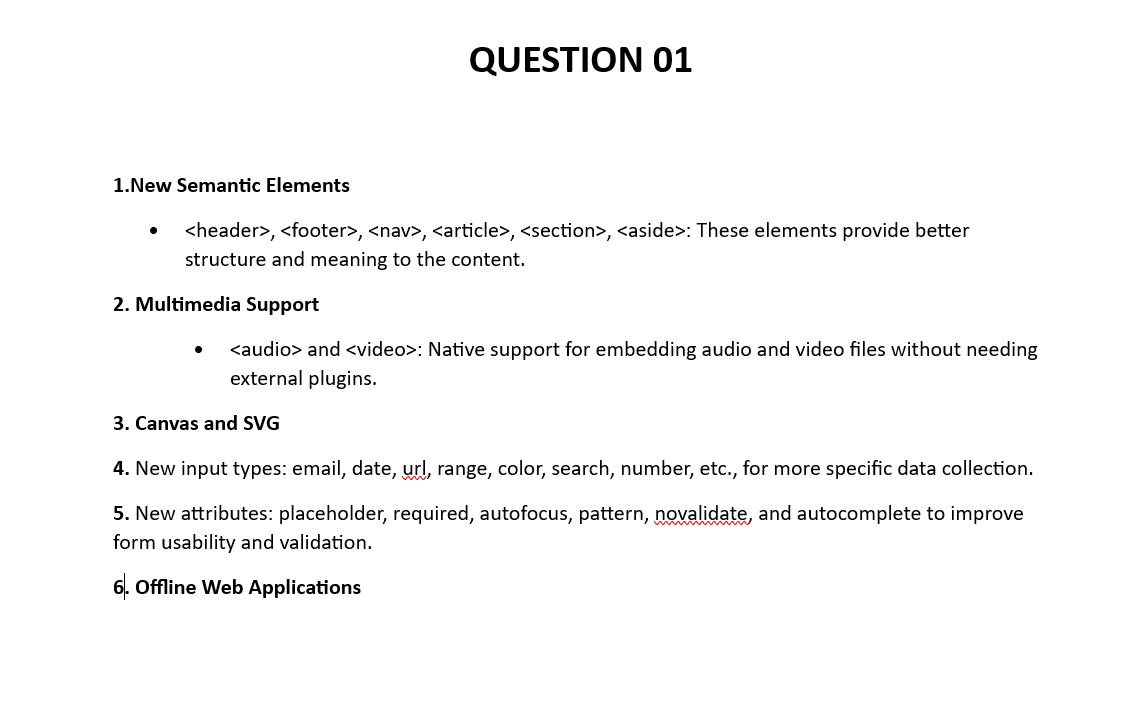 QUESTION 01
1.New Semantic Elements
• <header>, <footer>, <nav>, <article>, <section>, <aside>: These elements provide better
structure and meaning to the content.
2. Multimedia Support
• <audio> and <video>: Native support for embedding audio and video files without needing
external plugins.
3. Canvas and SVG
4. New input types: email, date, url, range, color, search, number, etc., for more specific data collection.
5. New attributes: placeholder, required, autofocus, pattern, novalidate, and autocomplete to improve
form usability and validation.
6. Offline Web Applications